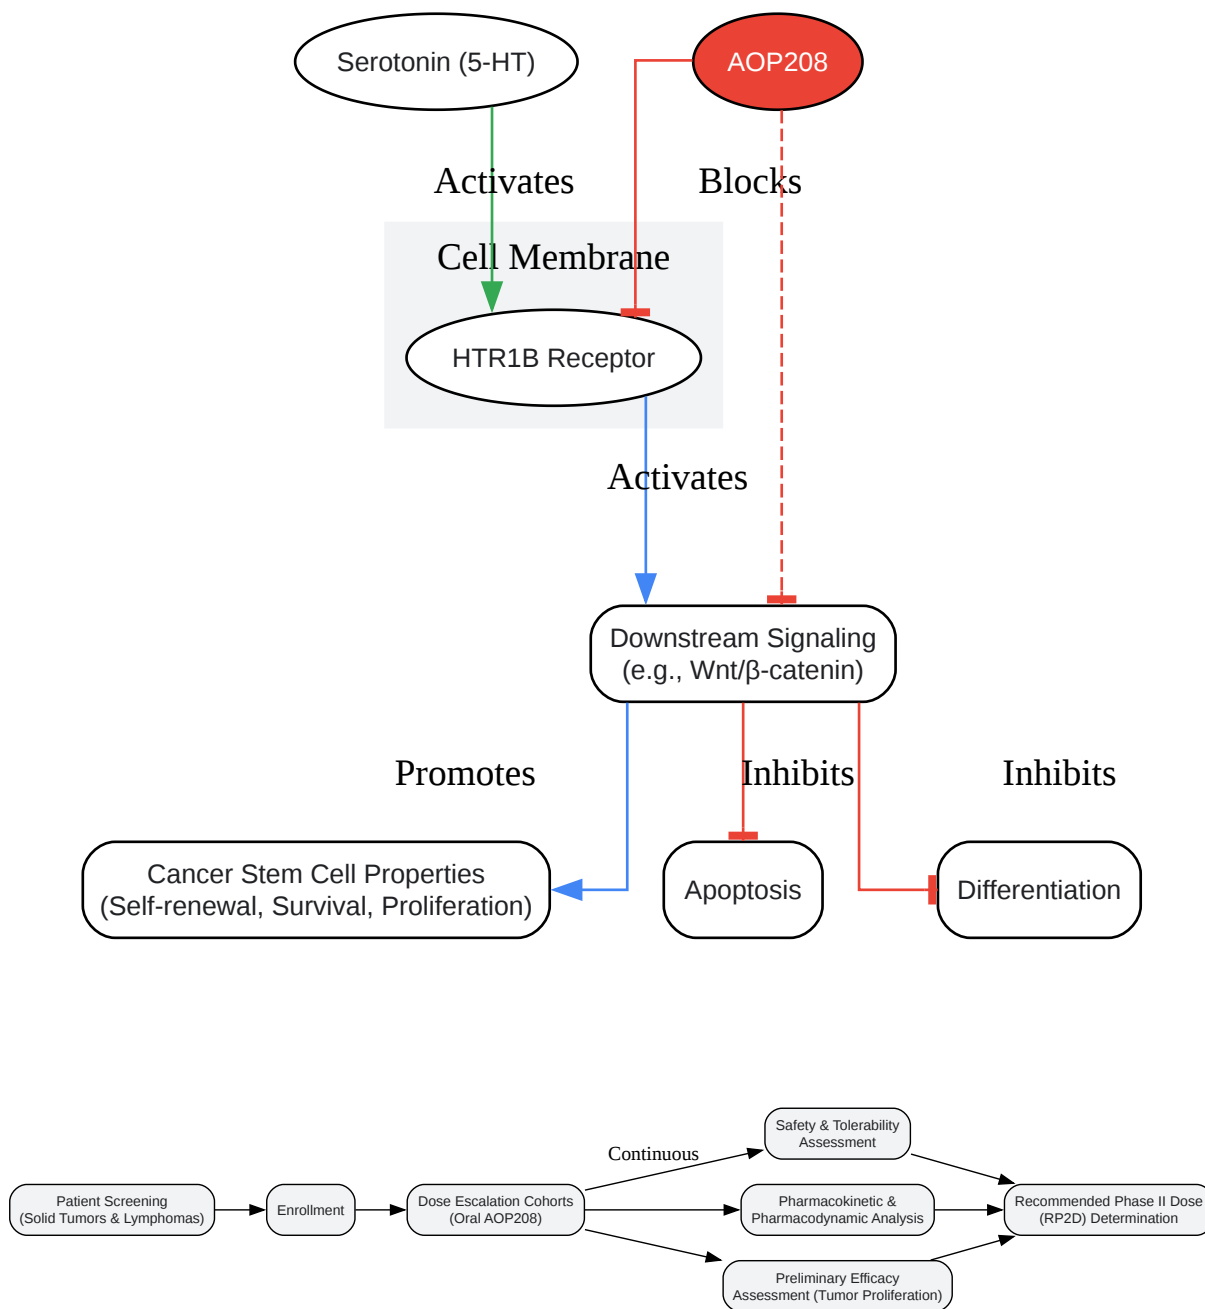 Serotonin (5-HT)
AOP208
Activates
Blocks
Cell Membrane
HTR1B Receptor
Activates
Downstream Signaling
(e.g., Wnt/β-catenin)
Promotes
Inhibits
Inhibits
Cancer Stem Cell Properties
(Self-renewal, Survival, Proliferation)
Apoptosis
Differentiation
Patient Screening
(Solid Tumors & Lymphomas)
Enrollment
Dose Escalation Cohorts
(Oral AOP208)
Continuous
Safety & Tolerability
Assessment
Pharmacokinetic &
Pharmacodynamic Analysis
Preliminary Efficacy
Assessment (Tumor Proliferation)
Recommended Phase II Dose
(RP2D) Determination